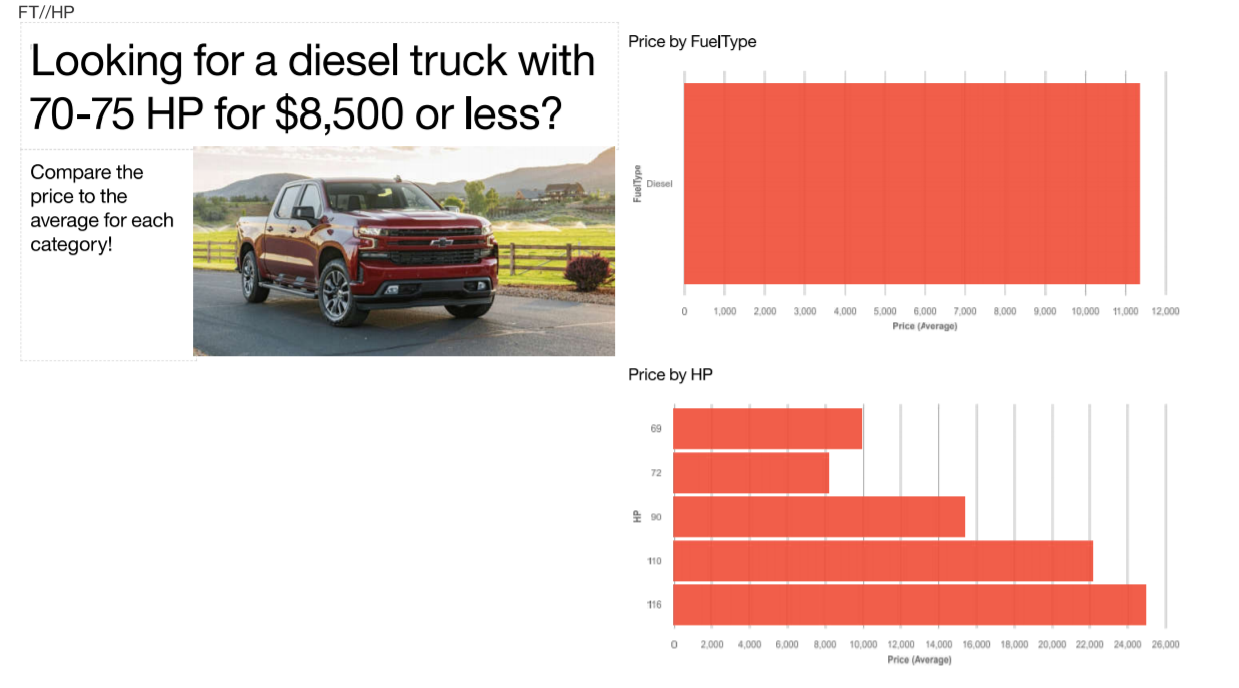 FT//HP
Looking for a diesel truck with
70-75 HP for $8,500 or less?
Compare the
price to the
average for each
category!
Price by FuelType
FuelType
Diesel
0 1,000 2,000 3,000 4,000 5,000 6,000 7,000 8,000 9,000 10,000 11,000 12,000
Price (Average)
Price by HP
HP
69
72
90
110
116
0 2,000 4,000 6,000 8,000 10,000 12,000 14,000 16,000 18,000 20,000 22,000 24,000 26,000
Price (Average)